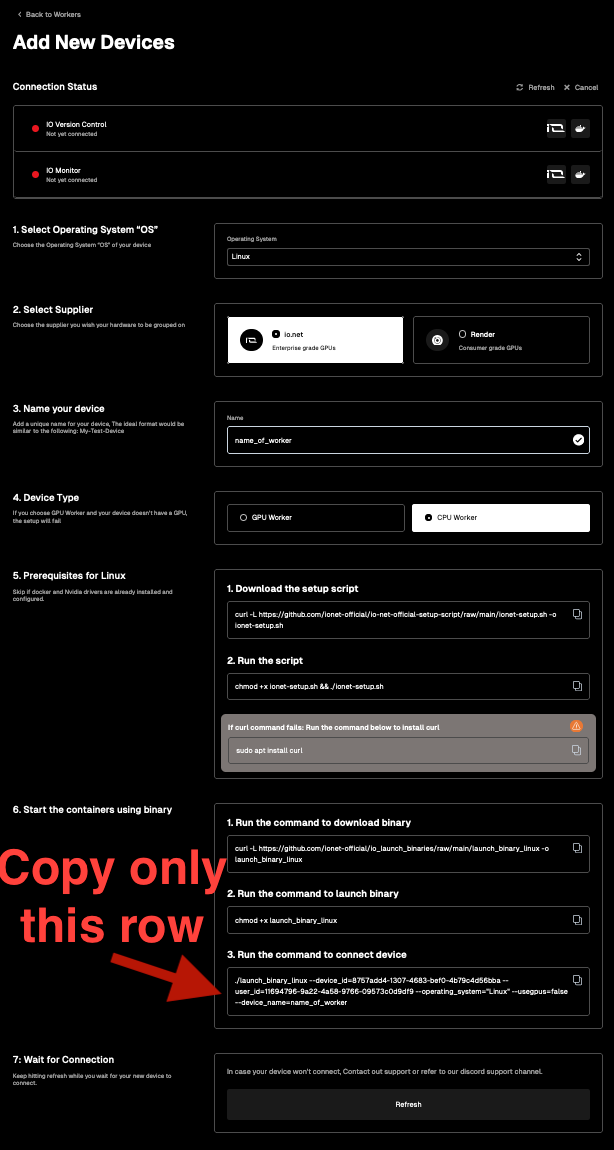 Back to Workers
Add New Devices
Connection Status
Refresh
Cancel
IO Version Control
Not yet connected
IO Monitor
Not yet connected
1. Select Operating System “OS”
Choose the Operating System “OS” of your device
Operating System
Linux
2. Select Supplier
Choose the supplier you wish your hardware to be grouped on
io.net
Enterprise grade GPUs
Render
Consumer grade GPUs
3. Name your device
Add a unique name for your device, The ideal format would be
similar to the following: My-Test-Device
Name
name_of_worker
4. Device Type
If you choose GPU Worker and your device doesn't have a GPU,
the setup will fail
GPU Worker
CPU Worker
5. Prerequisites for Linux
Skip if docker and Nvidia drivers are already installed and
configured.
1. Download the setup script
curl -L https://github.com/ionet-official/io-net-official-setup-script/raw/main/ionet-setup.sh -o
ionet-setup.sh
2. Run the script
chmod +x ionet-setup.sh && ./ionet-setup.sh
If curl command fails: Run the command below to install curl
sudo apt install curl
6. Start the containers using binary
1. Run the command to download binary
curl -L https://github.com/ionet-official/io_launch_binaries/raw/main/launch_binary_linux -o
launch_binary_linux
2. Run the command to launch binary
chmod +x launch_binary_linux
3. Run the command to connect device
./launch_binary_linux --device_id=8757add4-1307-4683-bef0-4b79c4d56bba --
user_id=11694796-9a22-4a58-9766-09573c0d9df9 --operating_system="Linux" --usegpus=false
--device_name=name_of_worker
Copy only
this row
7: Wait for Connection
Keep hitting refresh while you wait for your new device to
connect.
In case your device won't connect, Contact out support or refer to our discord support channel.
Refresh